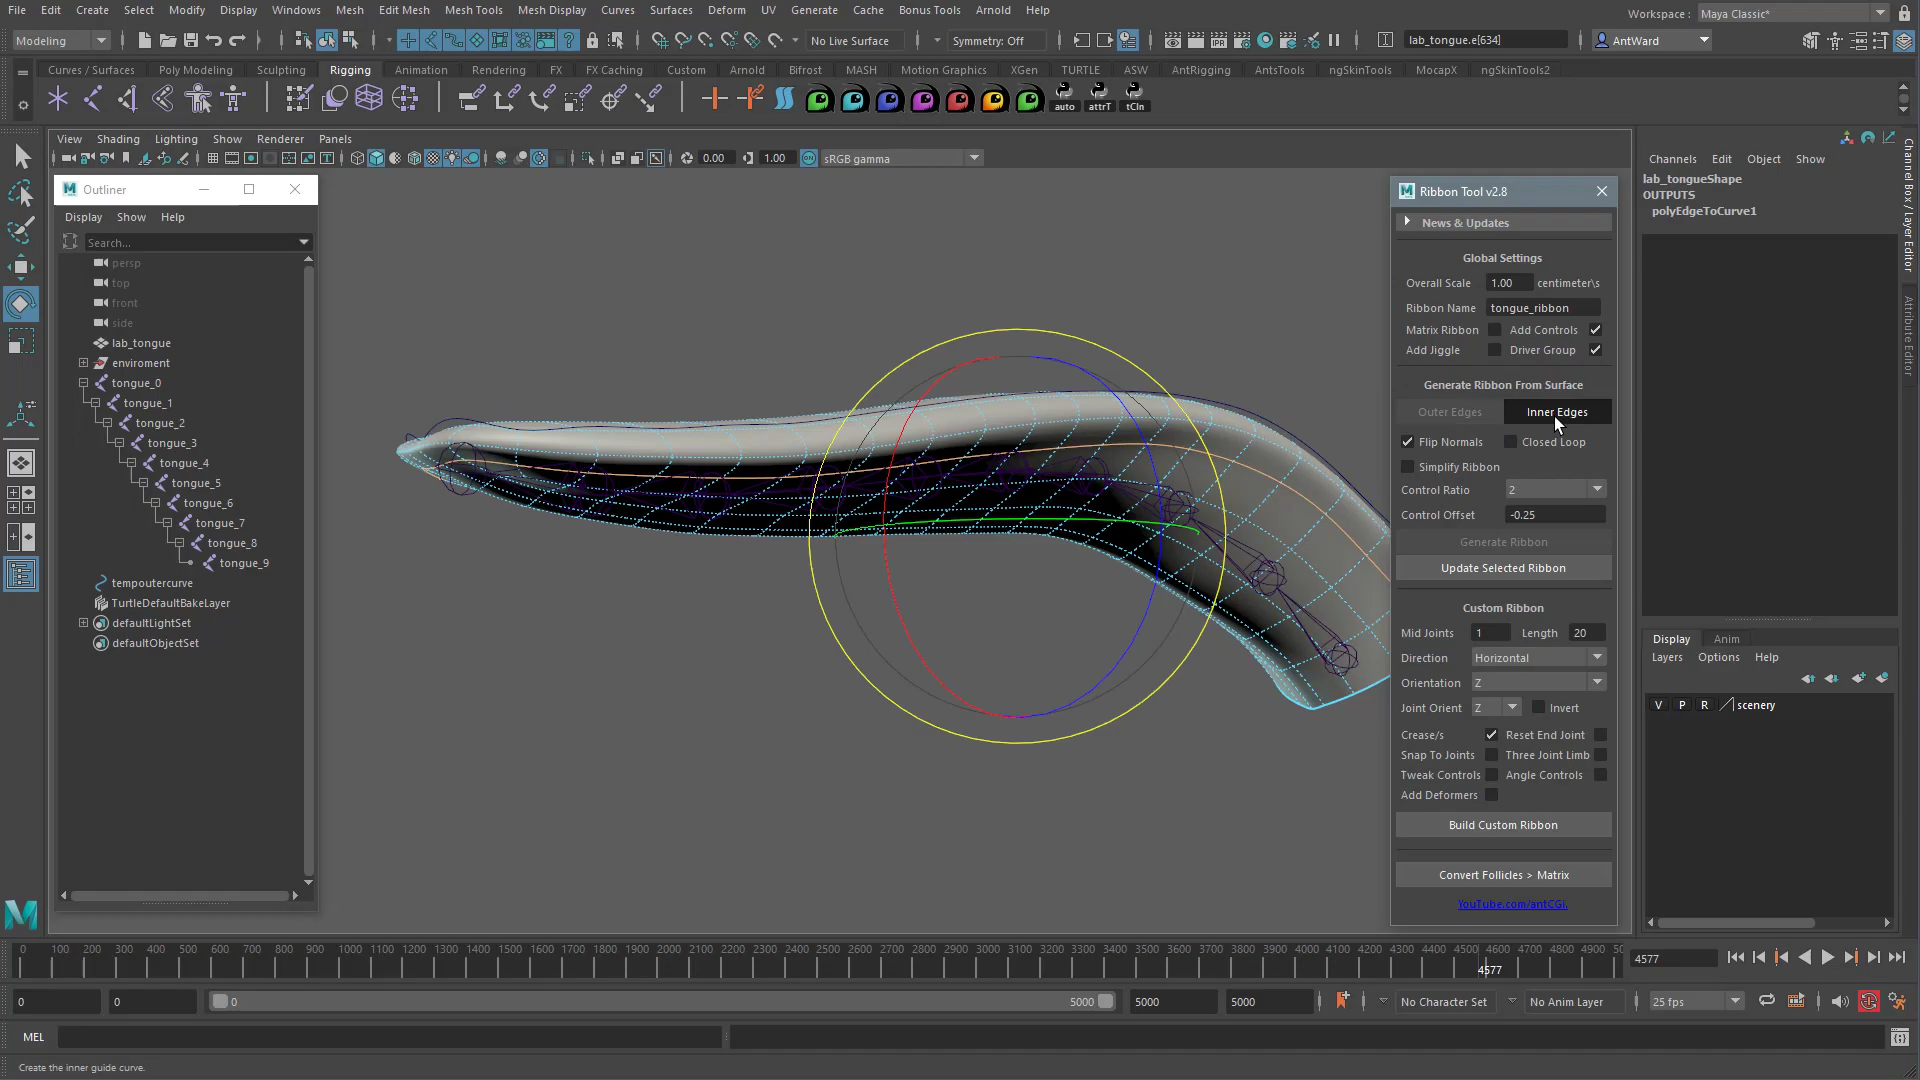 File Edit Create Select Modify Display Windows Mesh Edit Mesh Mesh Tools Mesh Display Curves Surfaces Deform UV Generate Cache Bonus Tools Arnold Help
Workspace : Maya Classic*
Modeling
No Live Surface
Symmetry: Off
lab_tongue.e[634]
AntWard
Curves / Surfaces Poly Modeling Sculpting Rigging Animation Rendering FX FX Caching Custom Arnold Bifrost MASH Motion Graphics XGen TURTLE ASW AntRigging AntsTools ngSkinTools MocapX ngSkinTools2
auto attrT tCln
View Shading Lighting Show Renderer Panels
0.00 1.00 sRGB gamma
Outliner
Display Show Help
Search...
persp
top
front
side
lab_tongue
enviroment
tongue_0
tongue_1
tongue_2
tongue_3
tongue_4
tongue_5
tongue_6
tongue_7
tongue_8
tongue_9
tempoutercurve
TurtleDefaultBakeLayer
defaultLightSet
defaultObjectSet
Ribbon Tool v2.8
News & Updates
Global Settings
Overall Scale 1.00 centimeter\s
Ribbon Name tongue_ribbon
Matrix Ribbon Add Controls
Add Jiggle Driver Group
Generate Ribbon From Surface
Outer Edges Inner Edges
Flip Normals Closed Loop
Simplify Ribbon
Control Ratio 2
Control Offset -0.25
Generate Ribbon
Update Selected Ribbon
Custom Ribbon
Mid Joints 1 Length 20
Direction Horizontal
Orientation Z
Joint Orient Z Invert
Crease/s Reset End Joint
Snap To Joints Three Joint Limb
Tweak Controls Angle Controls
Add Deformers
Build Custom Ribbon
Convert Follicles > Matrix
YouTube.com/antCGi.
Channels Edit Object Show
lab_tongueShape
OUTPUTS
polyEdgeToCurve1
Channel Box / Layer Editor
Attribute Editor
Display Anim
Layers Options Help
V P R scenery
0 100 200 300 400 500 600 700 800 900 1000 1100 1200 1300 1400 1500 1600 1700 1800 1900 2000 2100 2200 2300 2400 2500 2600 2700 2800 2900 3000 3100 3200 3300 3400 3500 3600 3700 3800 3900 4000 4100 4200 4300 4400 4500 4600 4700 4800 4900
4577
4577
0 0 0 5000 5000 5000 No Character Set No Anim Layer 25 fps
MEL
Create the inner guide curve.